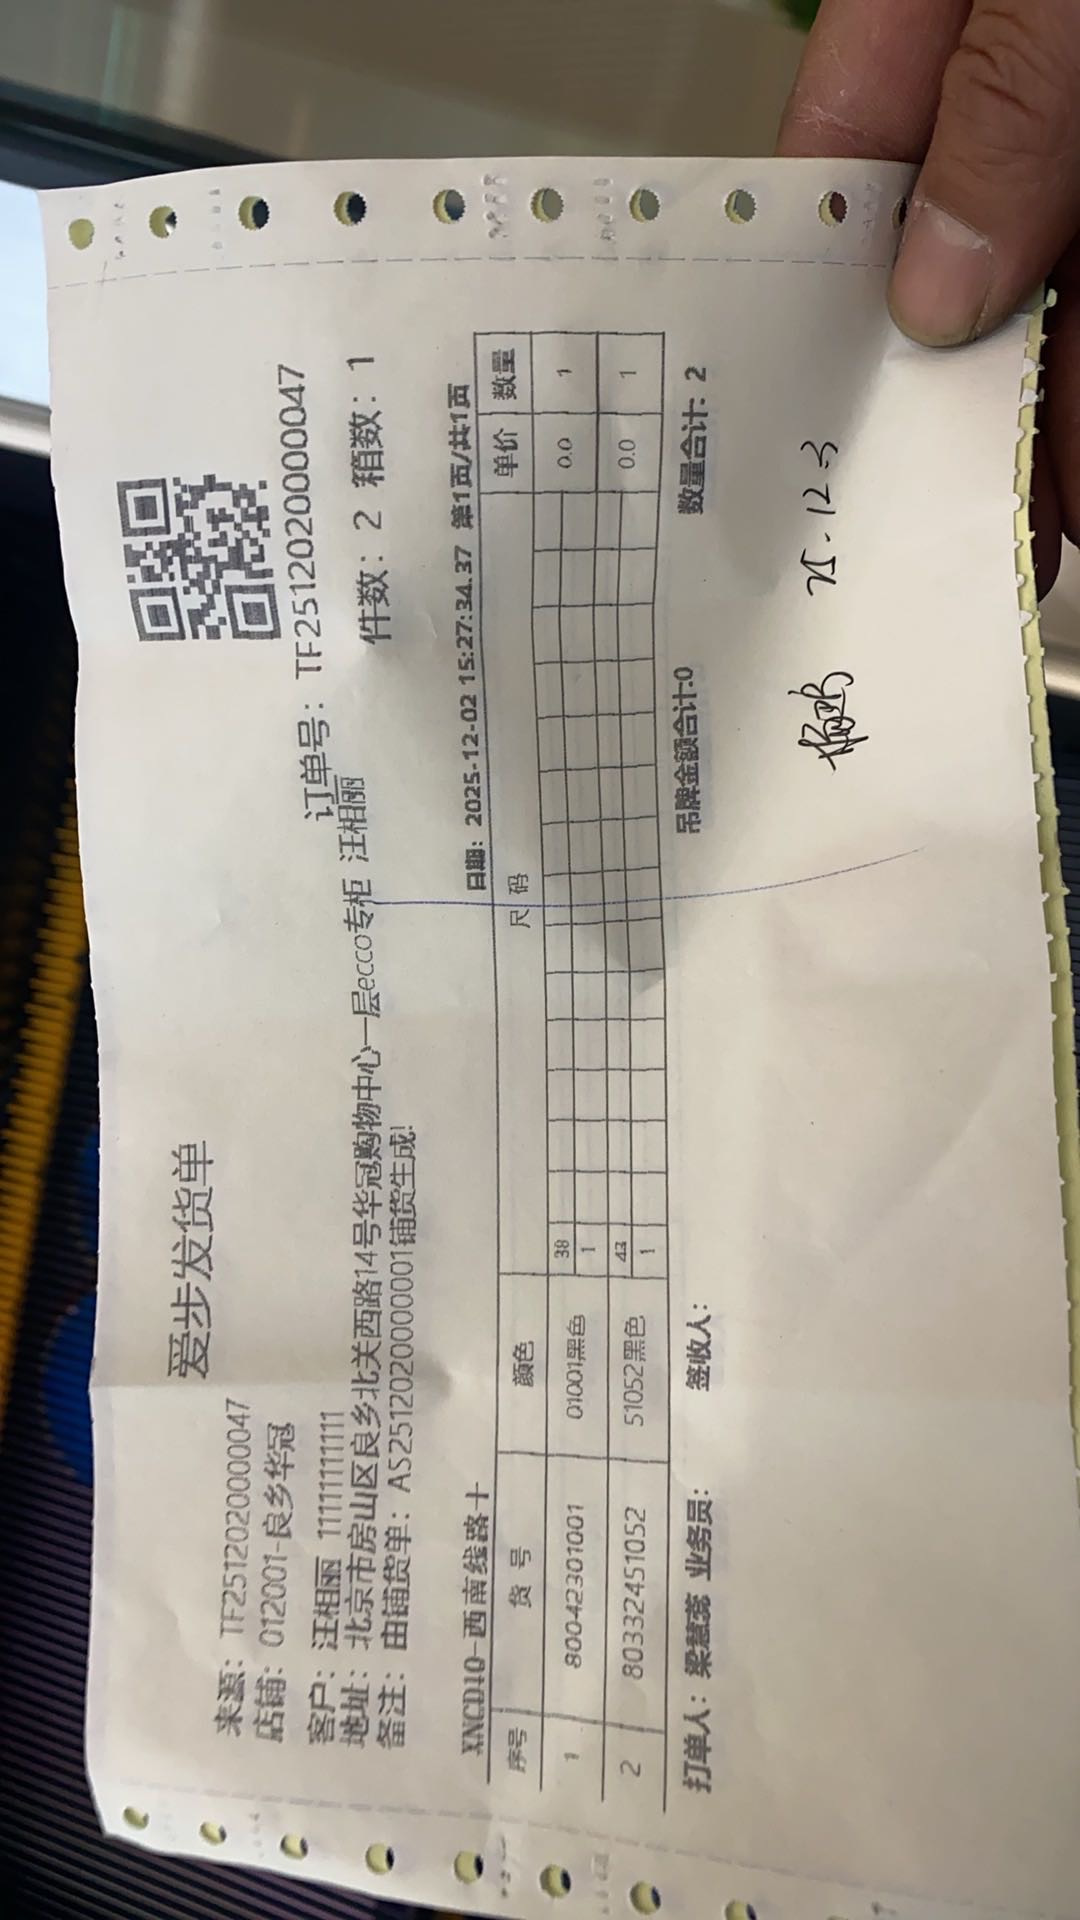 爱步发货单
来源：TF251202000047
店铺：012001-良乡华冠
订单号：TF251202000047
客户：汪相丽 11111111111
件数：2 箱数：1
地址：北京市房山区良乡北关西路14号华冠购物中心一层ecco专柜 汪相丽
备注：由铺货单：AS251202000001铺货生成!
XNCD10-西南线路十 日期：2025-12-02 15:27:34.37 第1页/共1页
序号 货 号 颜色 尺 码 单价 数量
1 80042301001 01001黑色 38 0.0 1
1
2 80332451052 51052黑色 43 0.0 1
1
打单人：梁慧蕊 业务员： 签收人： 吊牌金额合计:0 数量合计: 2
25.12.3